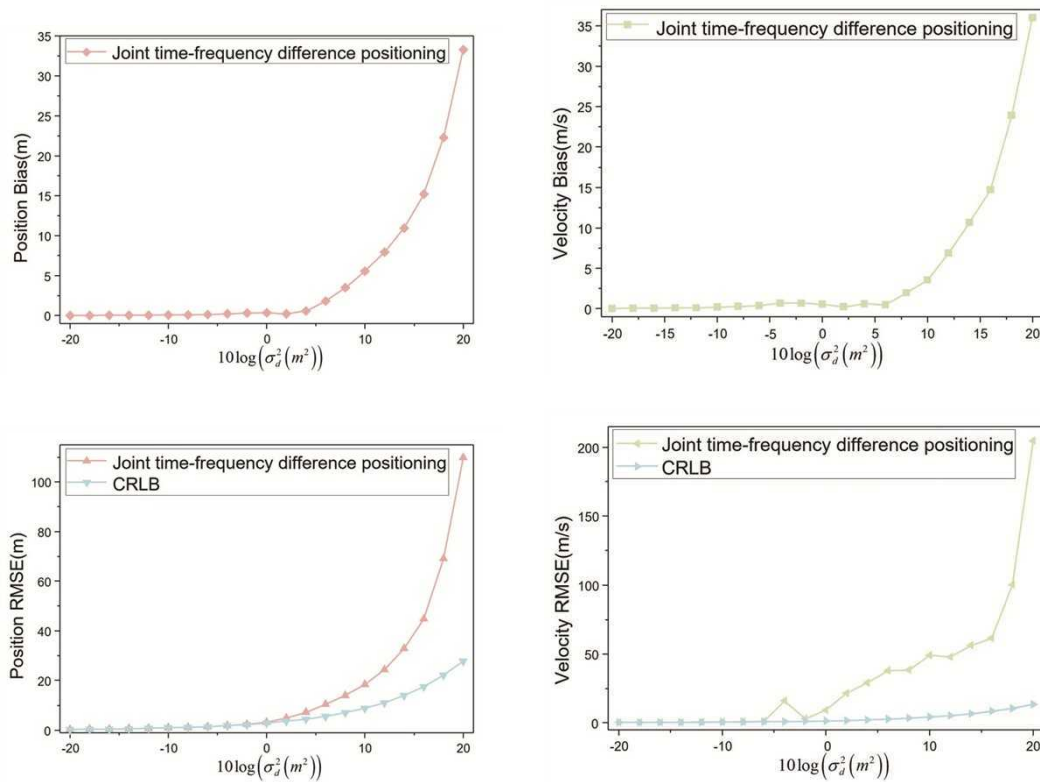 35
30
25
20
15
10
5
0
Position Bias(m)
Joint time-frequency difference positioning
-20 -10 0 10 20
10log(σ_d^2(m^2))
35
30
25
20
15
10
5
0
Velocity Bias(m/s)
Joint time-frequency difference positioning
-20 -15 -10 -5 0 5 10 15 20
10log(σ_d^2(m^2))
100
80
60
40
20
0
Position RMSE(m)
Joint time-frequency difference positioning
CRLB
-20 -10 0 10 20
10log(σ_d^2(m^2))
200
150
100
50
0
Velocity RMSE(m/s)
Joint time-frequency difference positioning
CRLB
-20 -10 0 10 20
10log(σ_d^2(m^2))